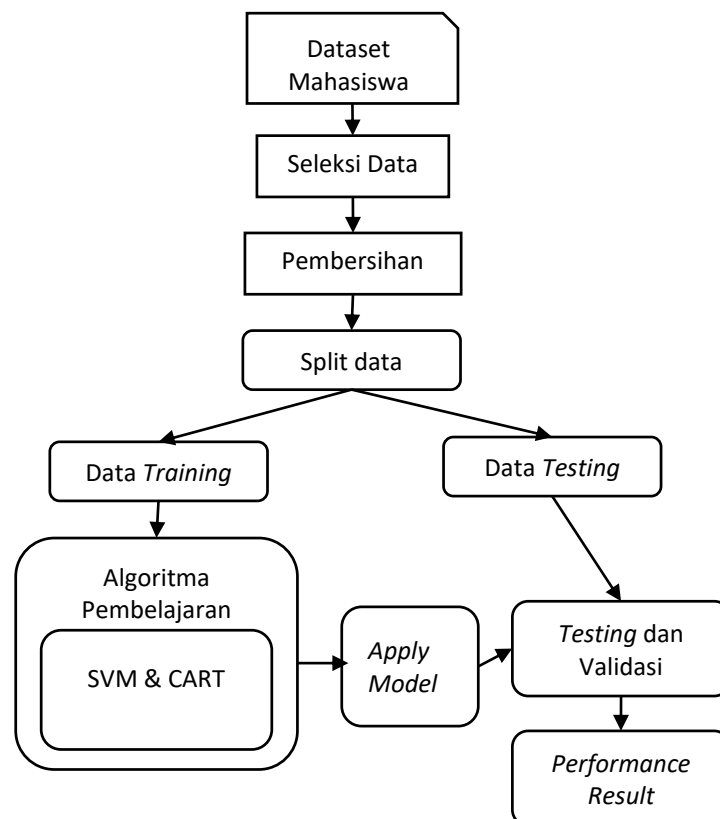 Dataset
Mahasiswa
Seleksi Data
Pembersihan
Split data
Data Training
Data Testing
Algoritma
Pembelajaran
SVM & CART
Apply
Model
Testing dan
Validasi
Performance
Result